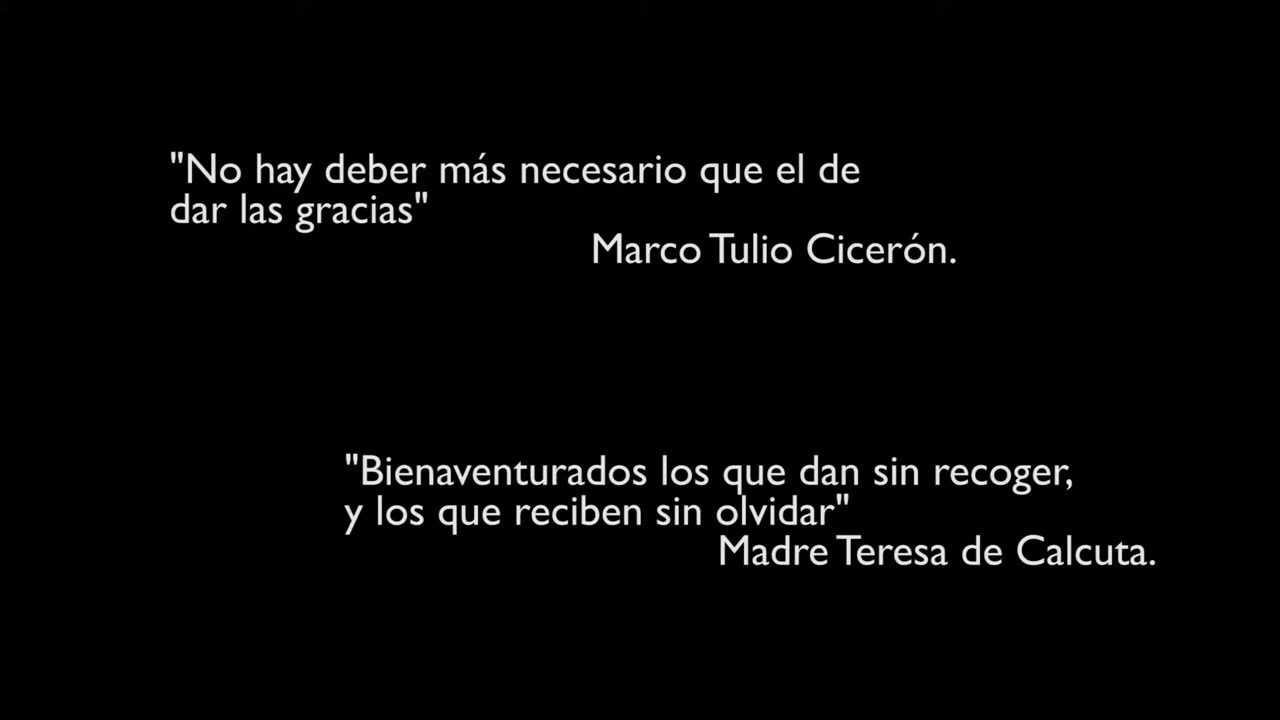 "No hay deber más necesario que el de
dar las gracias"
Marco Tulio Cicerón.
"Bienaventurados los que dan sin recoger,
y los que reciben sin olvidar"
Madre Teresa de Calcuta.